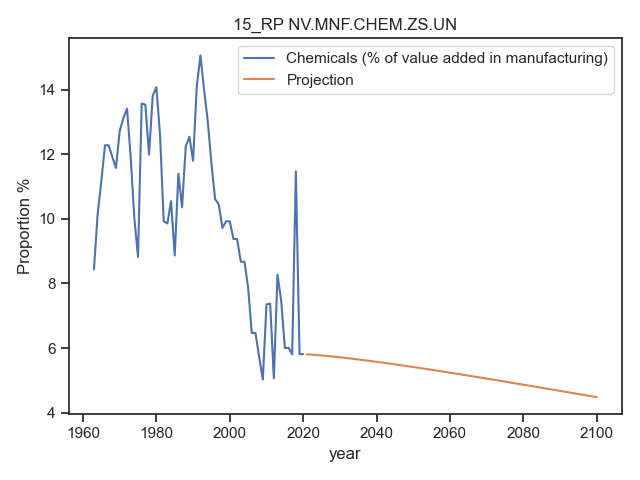 15_RP NV.MNF.CHEM.ZS.UN
Chemicals (% of value added in manufacturing)
Projection
Proportion %
14
12
10
8
6
4
1960 1980 2000 2020 2040 2060 2080 2100
year